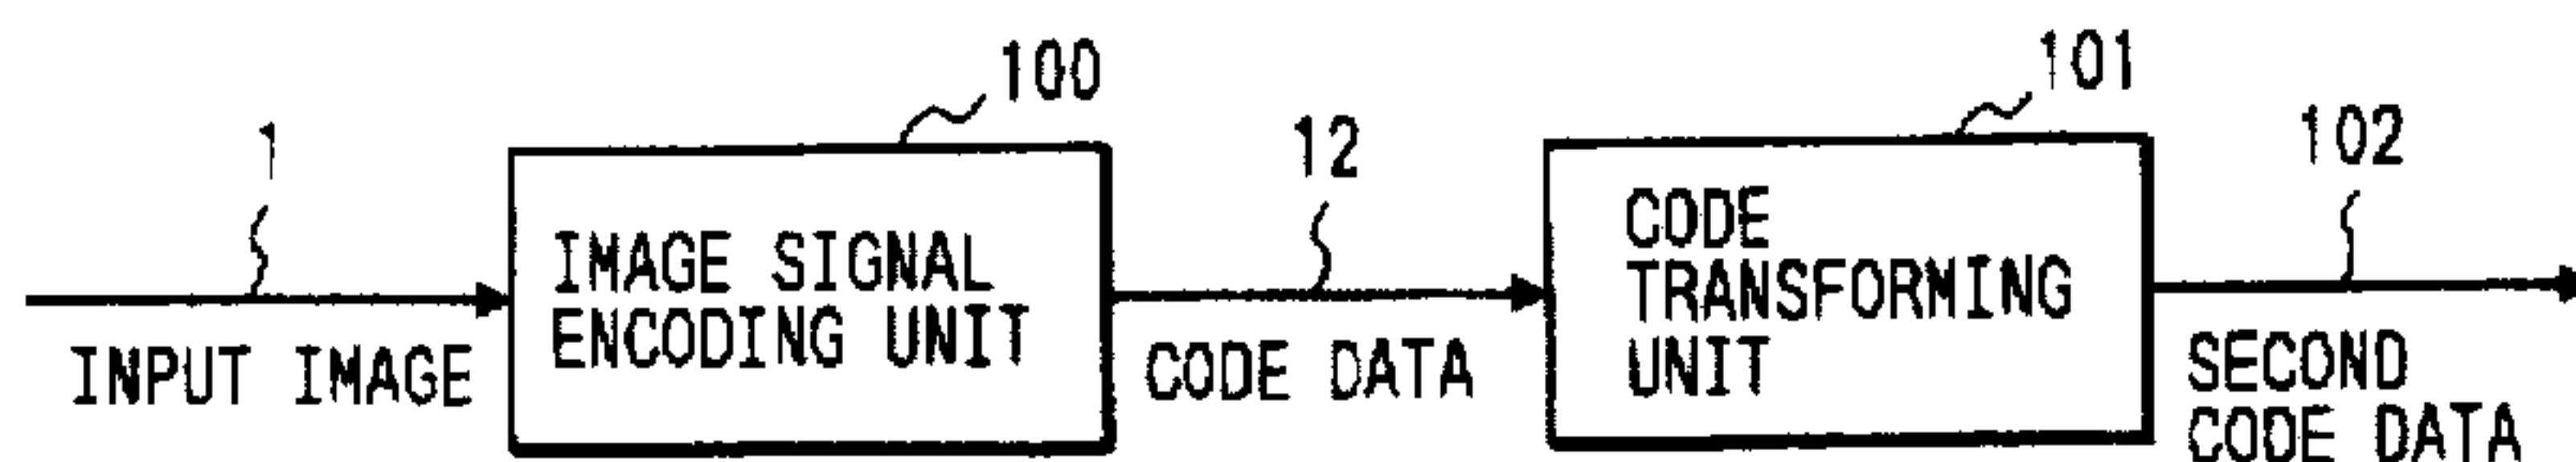 100
101
1
12
102
IMAGE SIGNAL
ENCODING UNIT
CODE
TRANSFORMING
UNIT
INPUT IMAGE
CODE DATA
SECOND
CODE DATA